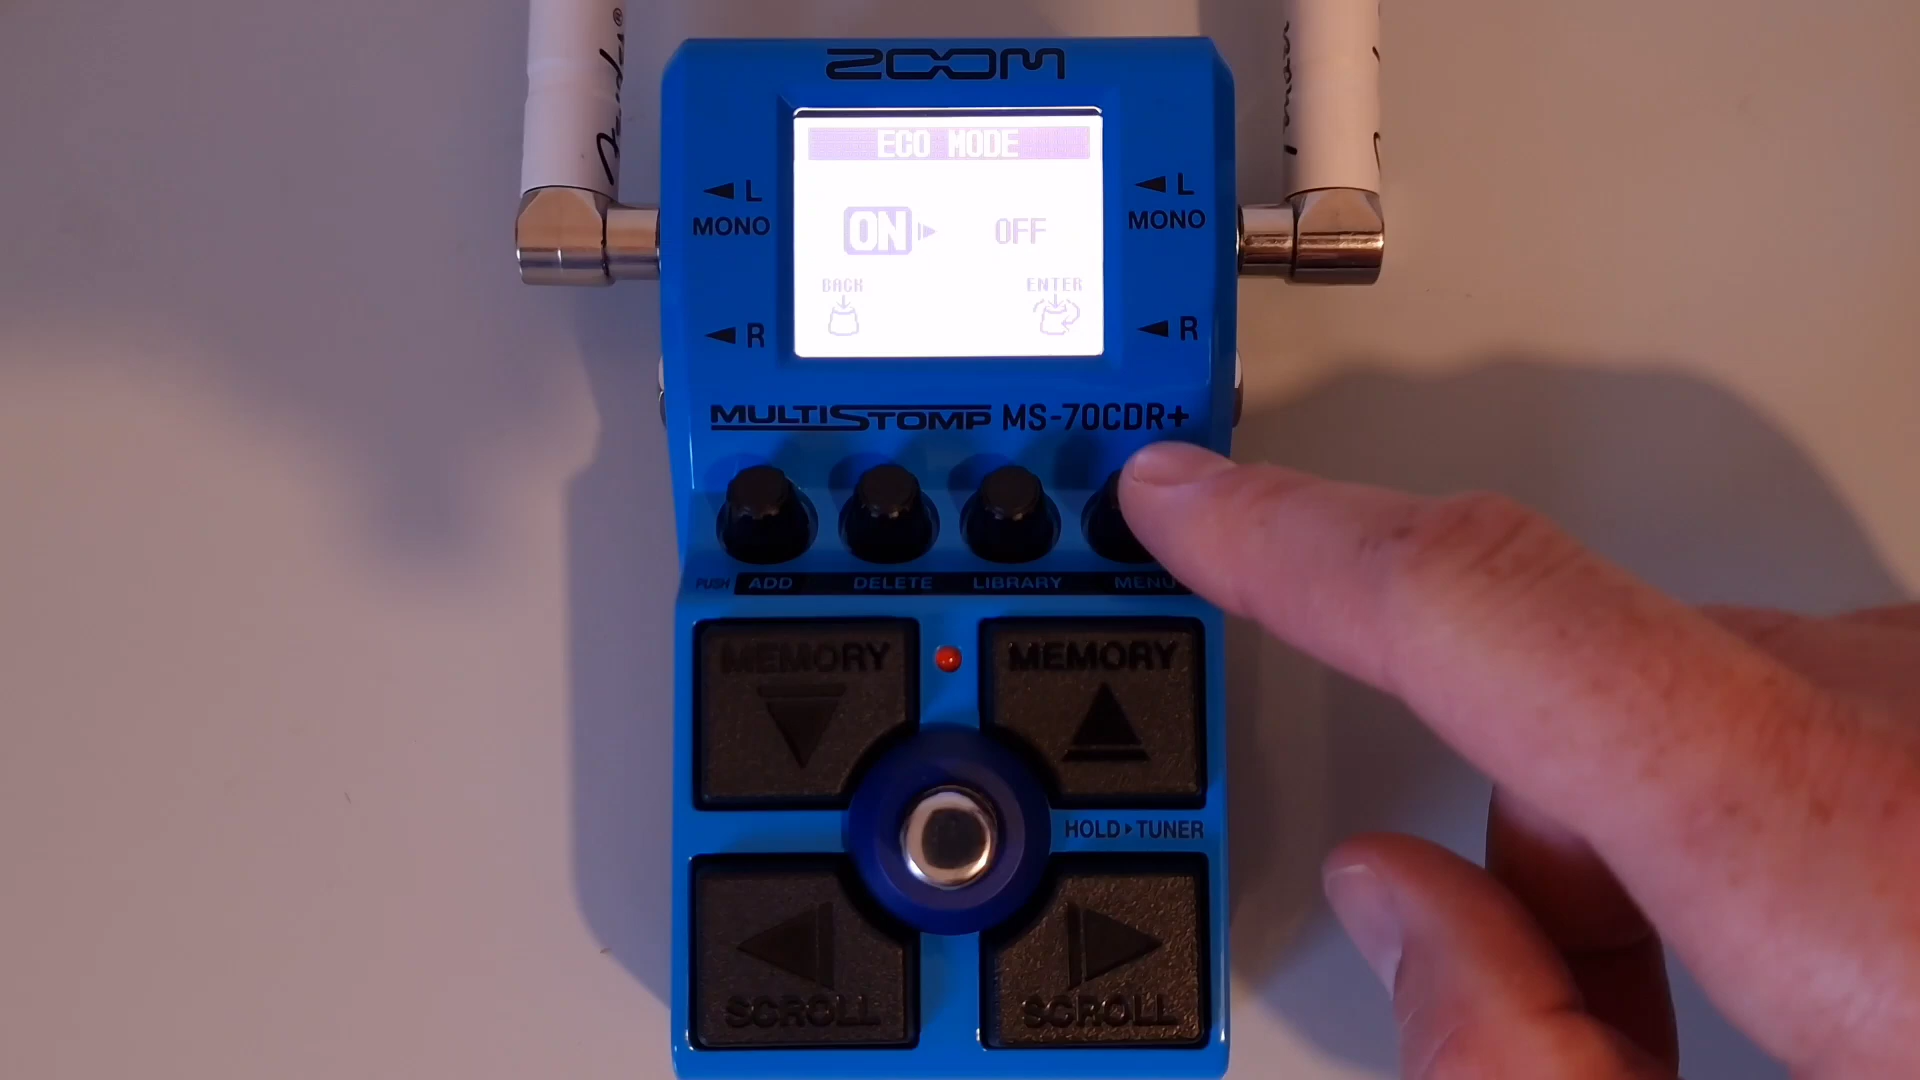 ZOOM
ECO MODE
ON OFF
BACK ENTER
L L
MONO MONO
R R
MULTISTOMP MS-70CDR+
PUSH ADD DELETE LIBRARY MENU
MEMORY MEMORY
HOLD▸TUNER
SCROLL SCROLL